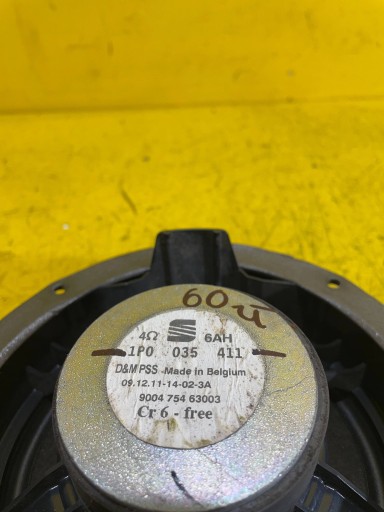 60и
4Ω 6AH
1P0 035 411
D&M PSS -Made in Belgium
09.12.11-14-02-3A
9004 754 63003
Cr 6 - free